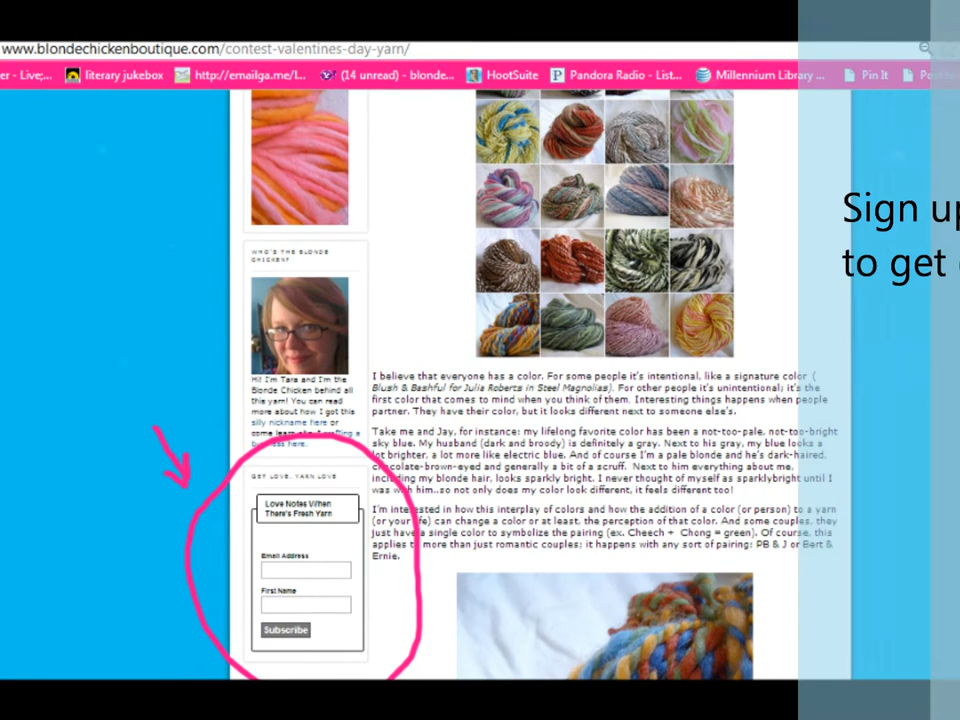 www.blondechickenboutique.com/contest-valentines-day-yarn/
er - Live;... literary jukebox http://emailga.me/l... (14 unread) - blonde... HootSuite Pandora Radio - List... Millennium Library ... Pin It
Sign up
to get
WHO'S THE BLONDE
CHICKEN?
Hi! I'm Tara and I'm the
Blonde Chicken behind all
this yarn! You can read
more about how I got this
silly nickname here or
business here.
GET LOVE. YARN LOVE
Love Notes When
There's Fresh Yarn
Email Address
First Name
Subscribe
I believe that everyone has a color. For some people it's intentional, like a signature color (
Blush & Bashful for Julia Roberts in Steel Magnolias). For other people it's unintentional; it's the
first color that comes to mind when you think of them. Interesting things happen when people
partner. They have their color, but it looks different next to someone else's.
Take me and Jay, for instance: my lifelong favorite color has been a not-too-pale, not-too-bright
sky blue. My husband (dark and broody) is definitely a gray. Next to his gray, my blue looks a
lot brighter, a lot more like electric blue. And of course I'm a pale blonde and he's dark-haired,
chocolate-brown-eyed and generally a bit of a scruff. Next to him everything about me,
including my blonde hair, looks sparkly bright. I never thought of myself as sparklybright until I
was with him..so not only does my color look different, it feels different too!
I'm interested in how this interplay of colors and how the addition of a color (or person) to a yarn
(or your life) can change a color or at least, the perception of that color. And some couples, they
just have a single color to symbolize the pairing (ex. Cheech + Chong = green). Of course, this
applies to more than just romantic couples; it happens with any sort of pairing: PB & J or Bert &
Ernie.